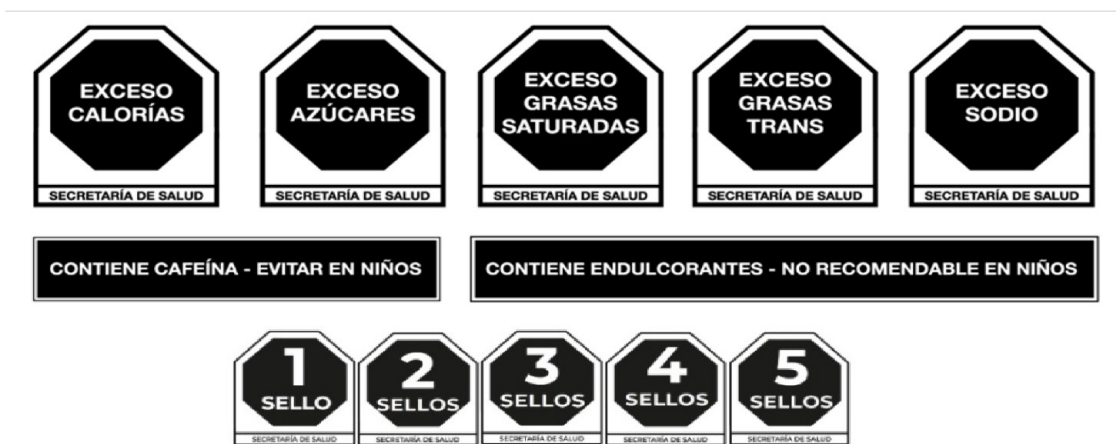 EXCESO
CALORÍAS
SECRETARÍA DE SALUD
EXCESO
AZÚCARES
SECRETARÍA DE SALUD
EXCESO
GRASAS
SATURADAS
SECRETARÍA DE SALUD
EXCESO
GRASAS
TRANS
SECRETARÍA DE SALUD
EXCESO
SODIO
SECRETARÍA DE SALUD
CONTIENE CAFEÍNA - EVITAR EN NIÑOS
CONTIENE ENDULCORANTES - NO RECOMENDABLE EN NIÑOS
1
SELLO
SECRETARÍA DE SALUD
2
SELLOS
SECRETARÍA DE SALUD
3
SELLOS
SECRETARÍA DE SALUD
4
SELLOS
SECRETARÍA DE SALUD
5
SELLOS
SECRETARÍA DE SALUD